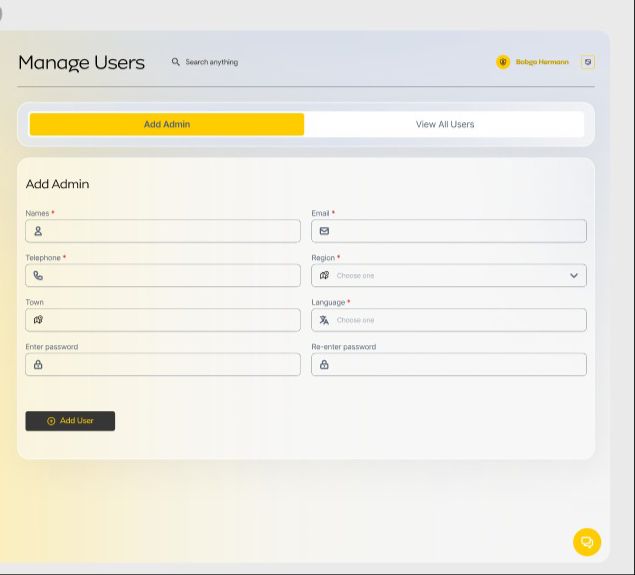 Manage Users
Search anything
Bobga Hermann
Add Admin
View All Users
Add Admin
Names *
Email *
Telephone *
Region *
Choose one
Town
Language *
Choose one
Enter password
Re-enter password
Add User